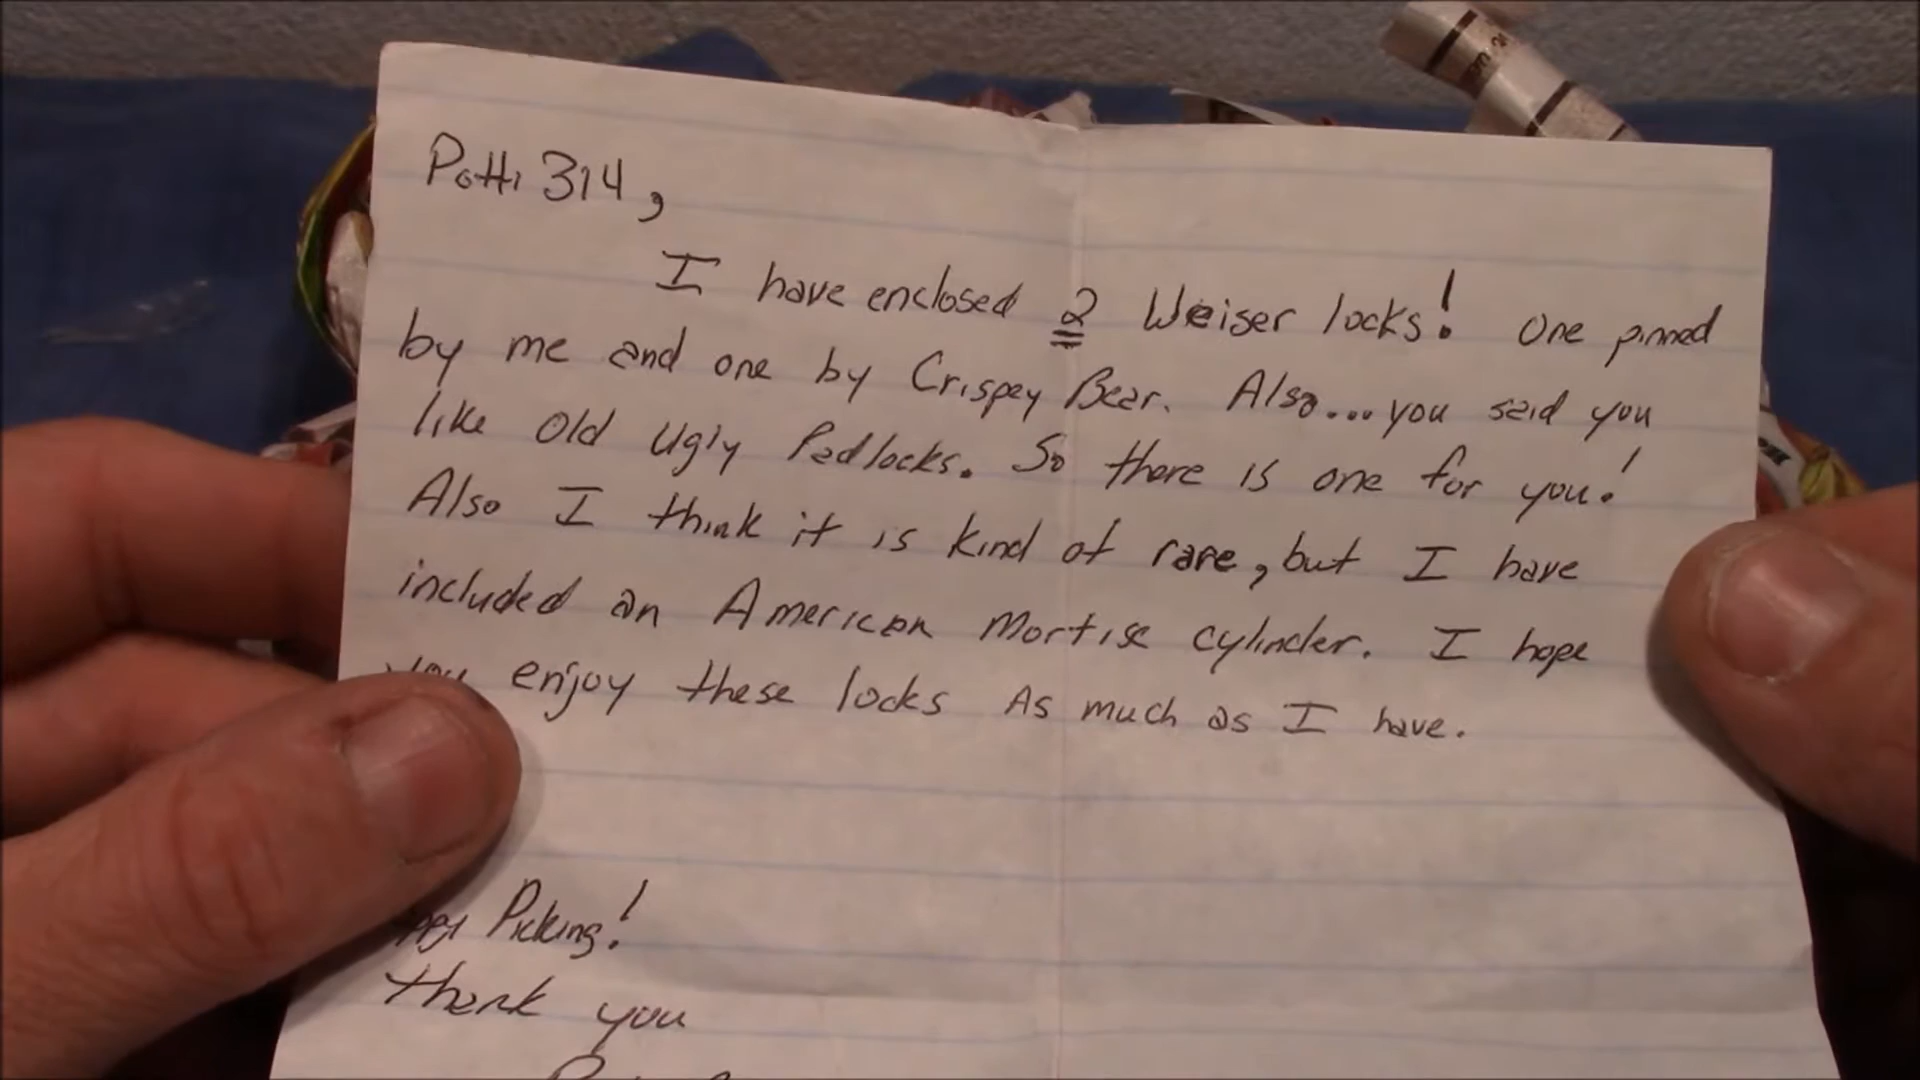 Potti 314,
I have enclosed 2 Weiser locks! One pinned
by me and one by Crispey Bear. Also... you said you
like Old Ugly Padlocks. So there is one for you!
Also I think it is kind of rare, but I have
included an American Mortise cylinder. I hope
you enjoy these locks As much as I have.
Picking!
thank you